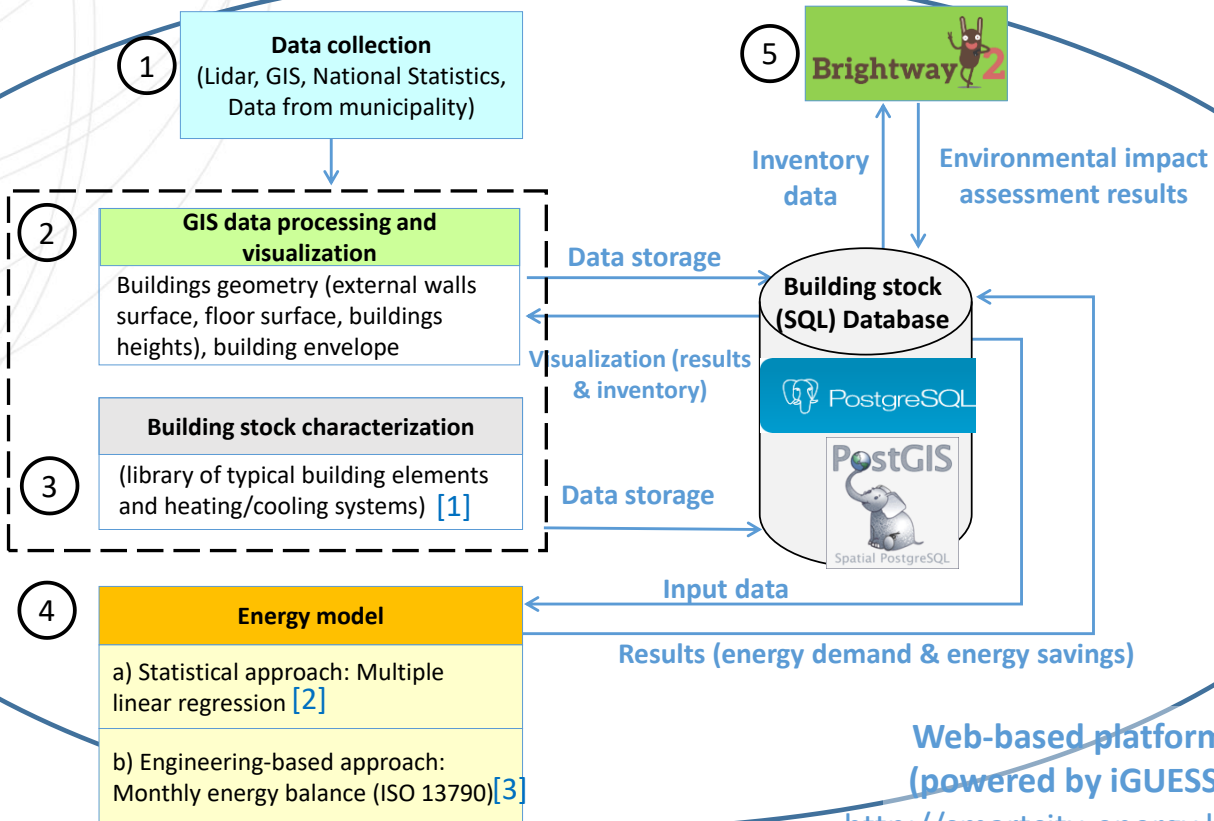 1
Data collection
(Lidar, GIS, National Statistics,
Data from municipality)
5
Brightway2
Inventory
data
Environmental impact
assessment results
2
GIS data processing and
visualization
Buildings geometry (external walls
surface, floor surface, buildings
heights), building envelope
Data storage
Visualization (results
& inventory)
Building stock
(SQL) Database
PostgreSQL
PostGIS
Spatial PostgreSQL
3
Building stock characterization
(library of typical building elements
and heating/cooling systems) [1]
Data storage
4
Energy model
a) Statistical approach: Multiple
linear regression [2]
b) Engineering-based approach:
Monthly energy balance (ISO 13790)[3]
Input data
Results (energy demand & energy savings)
Web-based platform
(powered by iGUESS